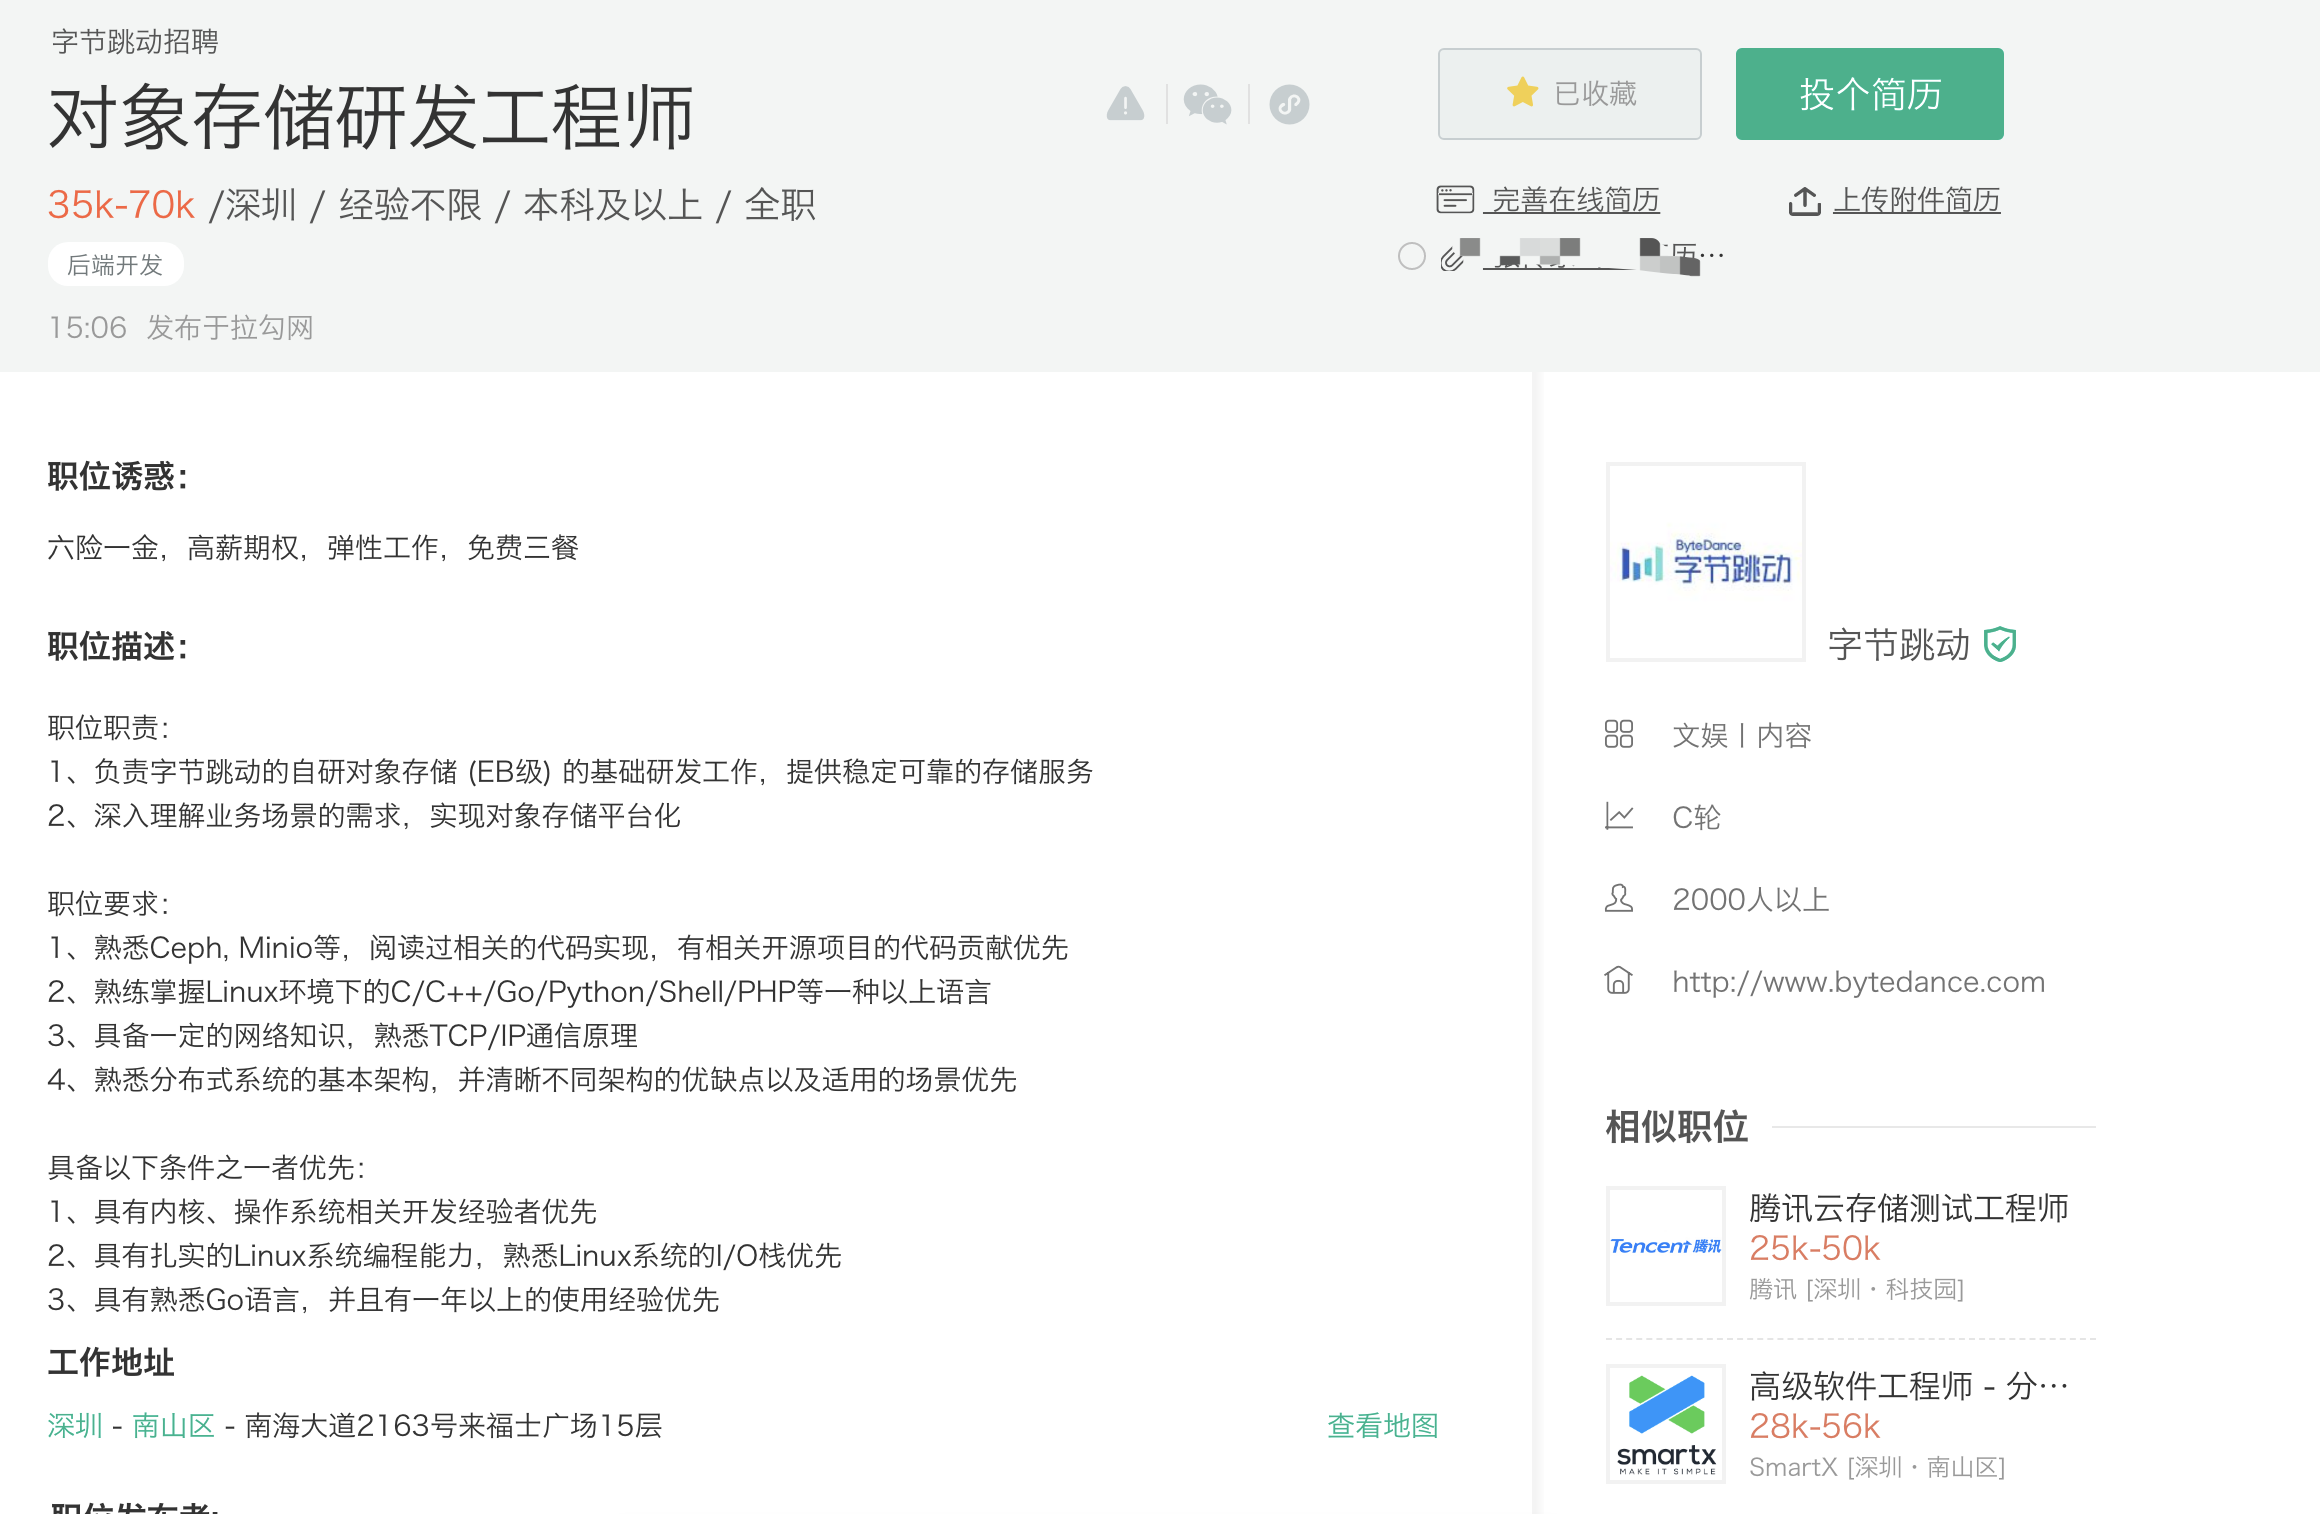 字节跳动招聘
对象存储研发工程师
35k-70k /深圳 / 经验不限 / 本科及以上 / 全职
后端开发
15:06 发布于拉勾网
已收藏
投个简历
完善在线简历
上传附件简历
历…
职位诱惑：
六险一金，高薪期权，弹性工作，免费三餐
职位描述：
职位职责：
1、负责字节跳动的自研对象存储 (EB级) 的基础研发工作，提供稳定可靠的存储服务
2、深入理解业务场景的需求，实现对象存储平台化
职位要求：
1、熟悉Ceph, Minio等，阅读过相关的代码实现，有相关开源项目的代码贡献优先
2、熟练掌握Linux环境下的C/C++/Go/Python/Shell/PHP等一种以上语言
3、具备一定的网络知识，熟悉TCP/IP通信原理
4、熟悉分布式系统的基本架构，并清晰不同架构的优缺点以及适用的场景优先
具备以下条件之一者优先：
1、具有内核、操作系统相关开发经验者优先
2、具有扎实的Linux系统编程能力，熟悉Linux系统的I/O栈优先
3、具有熟悉Go语言，并且有一年以上的使用经验优先
工作地址
深圳 - 南山区 - 南海大道2163号来福士广场15层
查看地图
职位发布者:
ByteDance
字节跳动
字节跳动
文娱丨内容
C轮
2000人以上
http://www.bytedance.com
相似职位
Tencent 腾讯
腾讯云存储测试工程师
25k-50k
腾讯 [深圳·科技园]
smartx
MAKE IT SIMPLE
高级软件工程师 - 分…
28k-56k
SmartX [深圳·南山区]